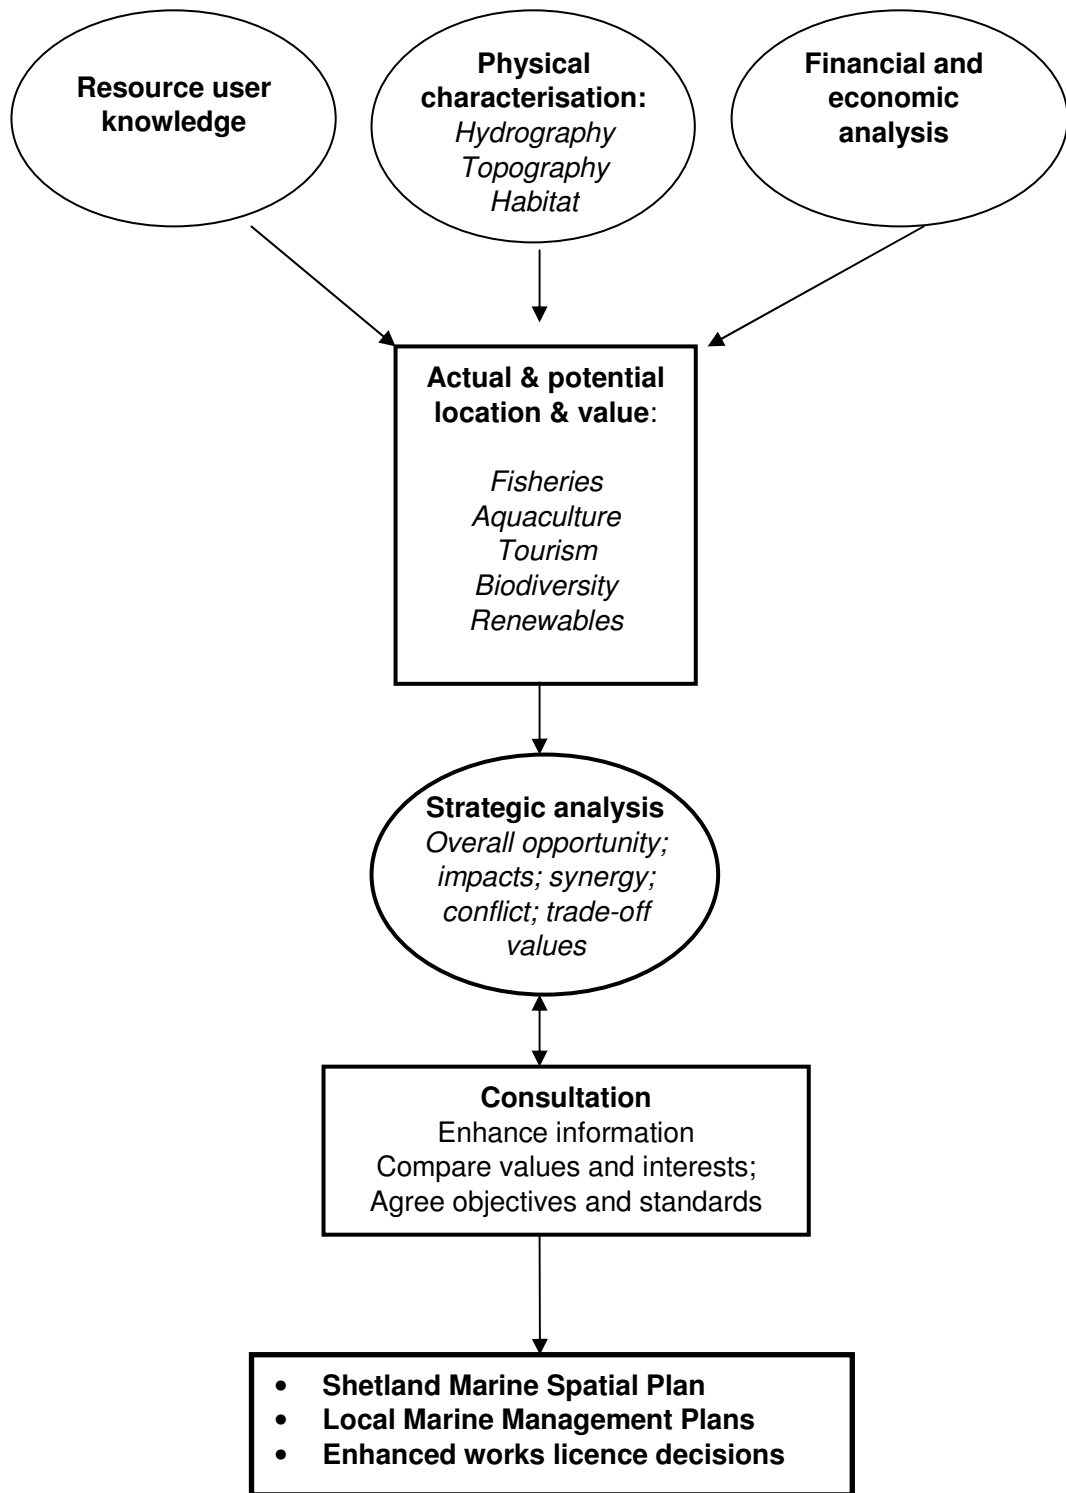 Resource user
knowledge
Physical
characterisation:
Hydrography
Topography
Habitat
Financial and
economic
analysis
Actual & potential
location & value:
Fisheries
Aquaculture
Tourism
Biodiversity
Renewables
Strategic analysis
Overall opportunity;
impacts; synergy;
conflict; trade-off
values
Consultation
Enhance information
Compare values and interests;
Agree objectives and standards
• Shetland Marine Spatial Plan
• Local Marine Management Plans
• Enhanced works licence decisions